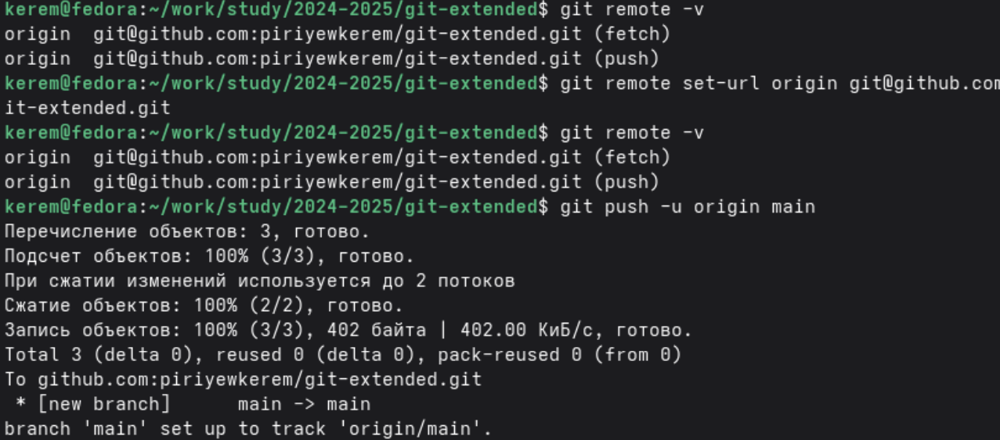 kerem@fedora:~/work/study/2024-2025/git-extended$ git remote -v
origin  git@github.com:piriyewkerem/git-extended.git (fetch)
origin  git@github.com:piriyewkerem/git-extended.git (push)
kerem@fedora:~/work/study/2024-2025/git-extended$ git remote set-url origin git@github.com
it-extended.git
kerem@fedora:~/work/study/2024-2025/git-extended$ git remote -v
origin  git@github.com:piriyewkerem/git-extended.git (fetch)
origin  git@github.com:piriyewkerem/git-extended.git (push)
kerem@fedora:~/work/study/2024-2025/git-extended$ git push -u origin main
Перечисление объектов: 3, готово.
Подсчет объектов: 100% (3/3), готово.
При сжатии изменений используется до 2 потоков
Сжатие объектов: 100% (2/2), готово.
Запись объектов: 100% (3/3), 402 байта | 402.00 КиБ/с, готово.
Total 3 (delta 0), reused 0 (delta 0), pack-reused 0 (from 0)
To github.com:piriyewkerem/git-extended.git
 * [new branch]      main -> main
branch 'main' set up to track 'origin/main'.